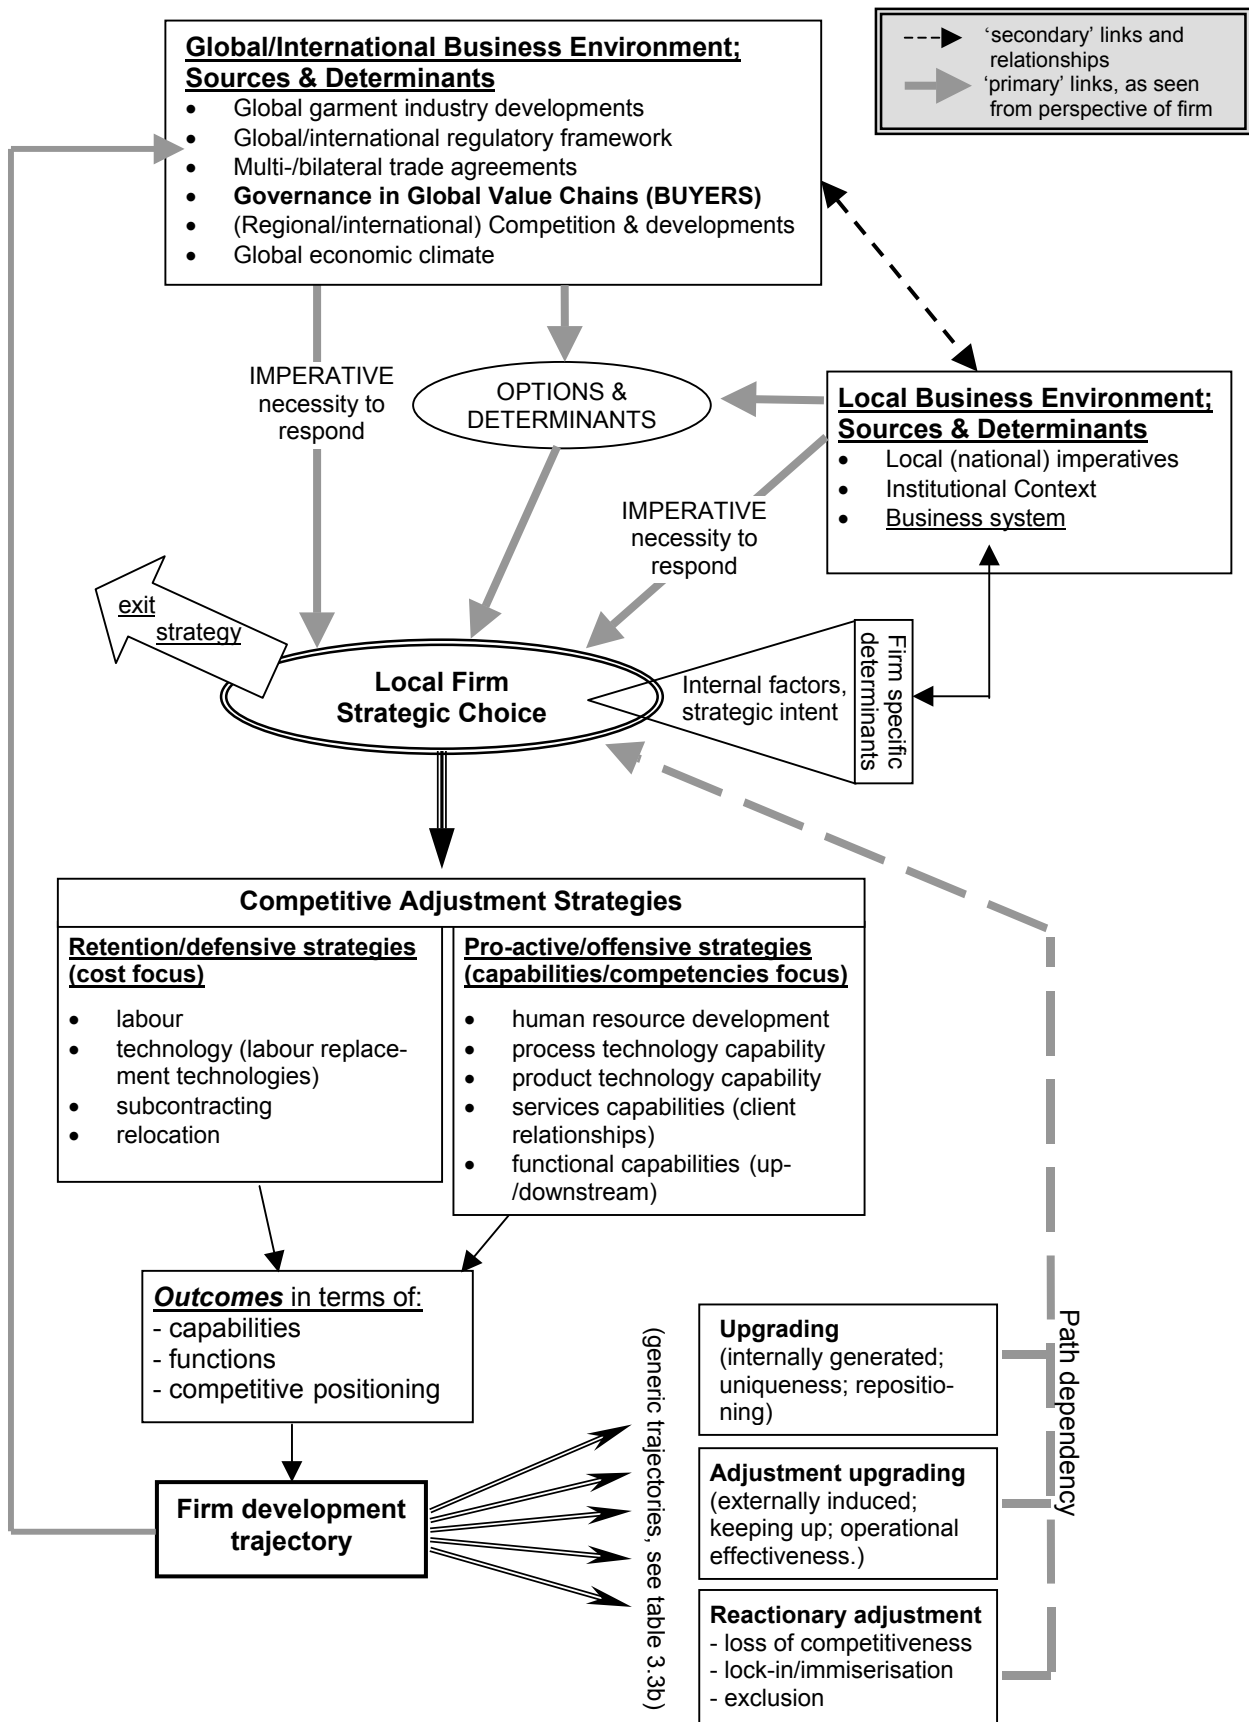 Global/International Business Environment;
Sources & Determinants
• Global garment industry developments
• Global/international regulatory framework
• Multi-/bilateral trade agreements
• Governance in Global Value Chains (BUYERS)
• (Regional/international) Competition & developments
• Global economic climate
‘secondary’ links and
relationships
‘primary’ links, as seen
from perspective of firm
IMPERATIVE
necessity to
respond
OPTIONS &
DETERMINANTS
Local Business Environment;
Sources & Determinants
• Local (national) imperatives
• Institutional Context
• Business system
IMPERATIVE
necessity to
respond
exit
strategy
Local Firm
Strategic Choice
Internal factors,
strategic intent
Firm specific
determinants
Competitive Adjustment Strategies
Retention/defensive strategies
(cost focus)
• labour
• technology (labour replace-
ment technologies)
• subcontracting
• relocation
Pro-active/offensive strategies
(capabilities/competencies focus)
• human resource development
• process technology capability
• product technology capability
• services capabilities (client
relationships)
• functional capabilities (up-
/downstream)
Outcomes in terms of:
- capabilities
- functions
- competitive positioning
Firm development
trajectory
(generic trajectories, see table 3.3b)
Upgrading
(internally generated;
uniqueness; repositio-
ning)
Adjustment upgrading
(externally induced;
keeping up; operational
effectiveness.)
Reactionary adjustment
- loss of competitiveness
- lock-in/immiserisation
- exclusion
Path dependency